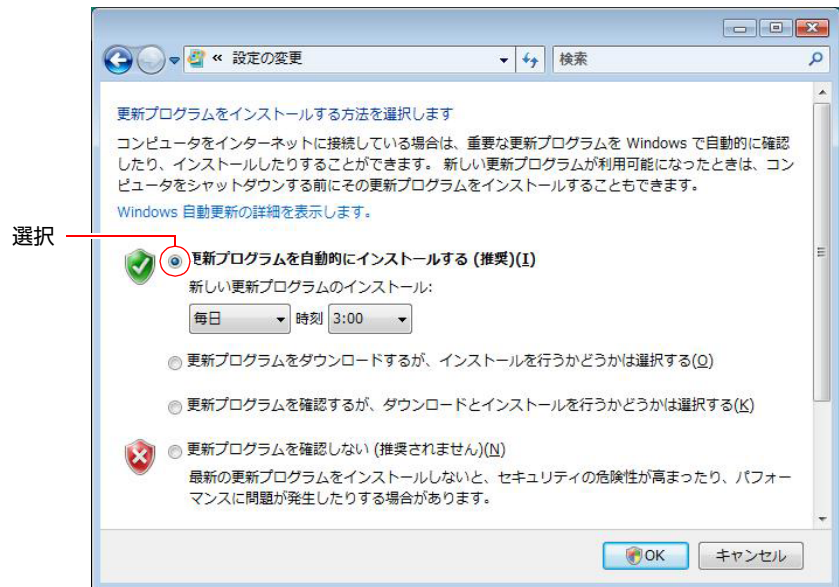 « 設定の変更
検索
更新プログラムをインストールする方法を選択します
コンピュータをインターネットに接続している場合は、重要な更新プログラムを Windows で自動的に確認
したり、インストールしたりすることができます。 新しい更新プログラムが利用可能になったときは、コン
ピュータをシャットダウンする前にその更新プログラムをインストールすることもできます。
Windows 自動更新の詳細を表示します。
選択
更新プログラムを自動的にインストールする (推奨)(I)
新しい更新プログラムのインストール:
毎日 時刻 3:00
更新プログラムをダウンロードするが、インストールを行うかどうかは選択する(O)
更新プログラムを確認するが、ダウンロードとインストールを行うかどうかは選択する(K)
更新プログラムを確認しない (推奨されません)(N)
最新の更新プログラムをインストールしないと、セキュリティの危険性が高まったり、パフォー
マンスに問題が発生したりする場合があります。
OK キャンセル